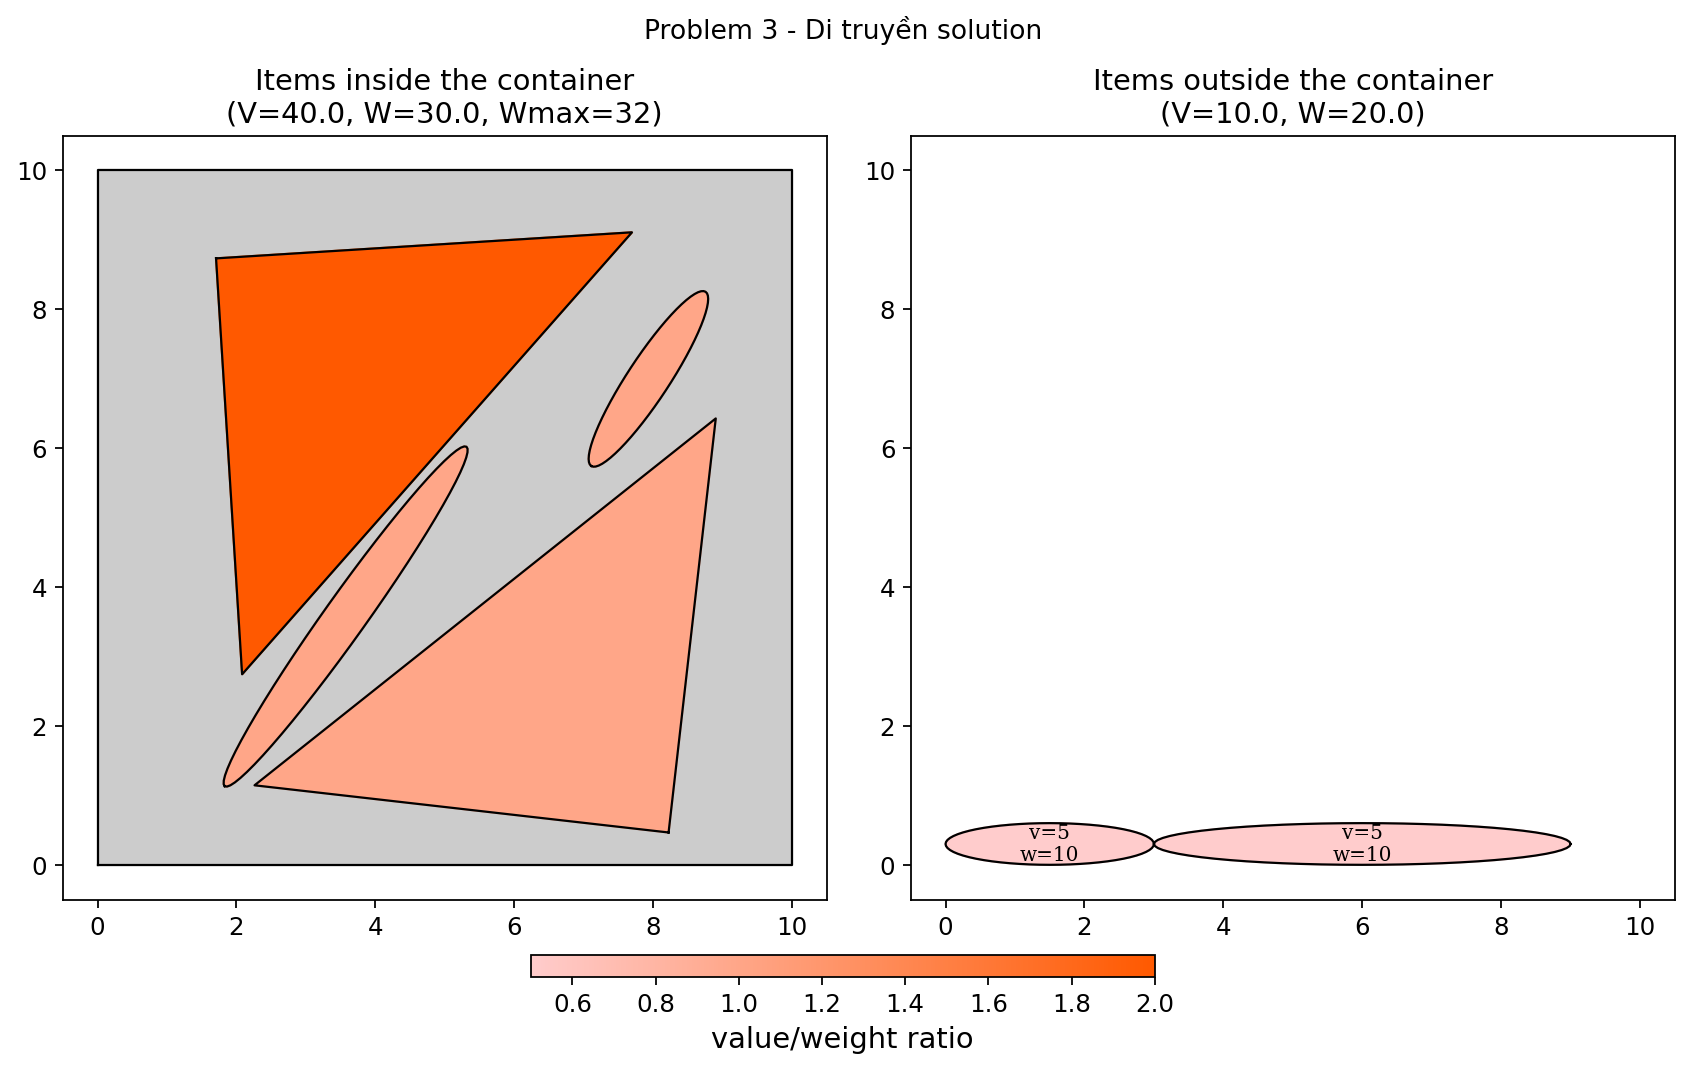 Problem 3 - Di truyền solution
Items inside the container
(V=40.0, W=30.0, Wmax=32)
10
8
6
4
2
0
0 2 4 6 8 10
Items outside the container
(V=10.0, W=20.0)
10
8
6
4
2
0
v=5
w=10
v=5
w=10
0 2 4 6 8 10
0.6 0.8 1.0 1.2 1.4 1.6 1.8 2.0
value/weight ratio